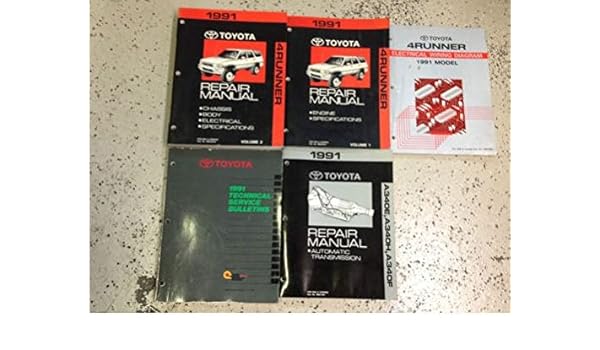 1991
TOYOTA
4RUNNER
REPAIR
MANUAL
• CHASSIS
• BODY
• ELECTRICAL
• SPECIFICATIONS
VOLUME 2
1991
TOYOTA
4RUNNER
REPAIR
MANUAL
• ENGINE
• SPECIFICATIONS
VOLUME 1
TOYOTA
4RUNNER
ELECTRICAL WIRING DIAGRAM
1991 MODEL
TOYOTA
1991
TECHNICAL
SERVICE
BULLETINS
1991
TOYOTA
A340E, A340H, A340F
REPAIR
MANUAL
• AUTOMATIC
TRANSMISSION